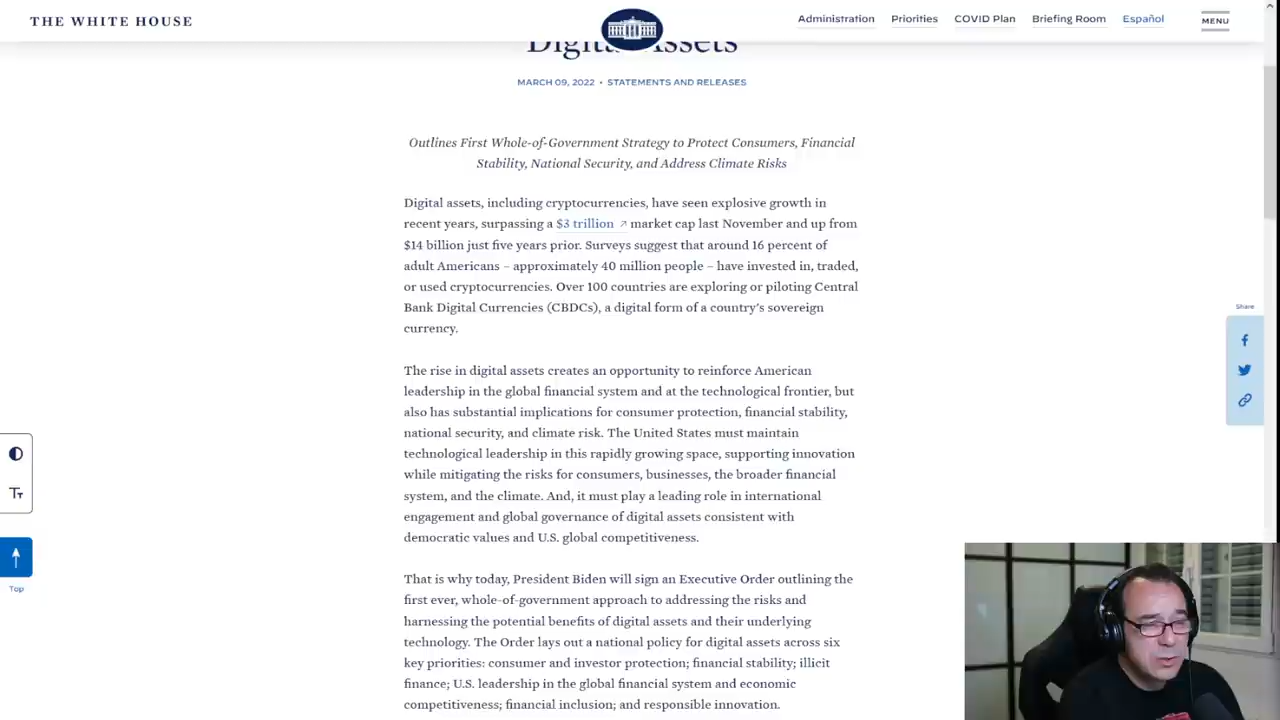 THE WHITE HOUSE
Administration
Priorities
COVID Plan
Briefing Room
Español
MENU
Digital Assets
MARCH 09, 2022 • STATEMENTS AND RELEASES
Outlines First Whole-of-Government Strategy to Protect Consumers, Financial
Stability, National Security, and Address Climate Risks
Digital assets, including cryptocurrencies, have seen explosive growth in
recent years, surpassing a $3 trillion ↗ market cap last November and up from
$14 billion just five years prior. Surveys suggest that around 16 percent of
adult Americans – approximately 40 million people – have invested in, traded,
or used cryptocurrencies. Over 100 countries are exploring or piloting Central
Bank Digital Currencies (CBDCs), a digital form of a country’s sovereign
currency.
The rise in digital assets creates an opportunity to reinforce American
leadership in the global financial system and at the technological frontier, but
also has substantial implications for consumer protection, financial stability,
national security, and climate risk. The United States must maintain
technological leadership in this rapidly growing space, supporting innovation
while mitigating the risks for consumers, businesses, the broader financial
system, and the climate. And, it must play a leading role in international
engagement and global governance of digital assets consistent with
democratic values and U.S. global competitiveness.
That is why today, President Biden will sign an Executive Order outlining the
first ever, whole-of-government approach to addressing the risks and
harnessing the potential benefits of digital assets and their underlying
technology. The Order lays out a national policy for digital assets across six
key priorities: consumer and investor protection; financial stability; illicit
finance; U.S. leadership in the global financial system and economic
competitiveness; financial inclusion; and responsible innovation.
Share
Tт
Top